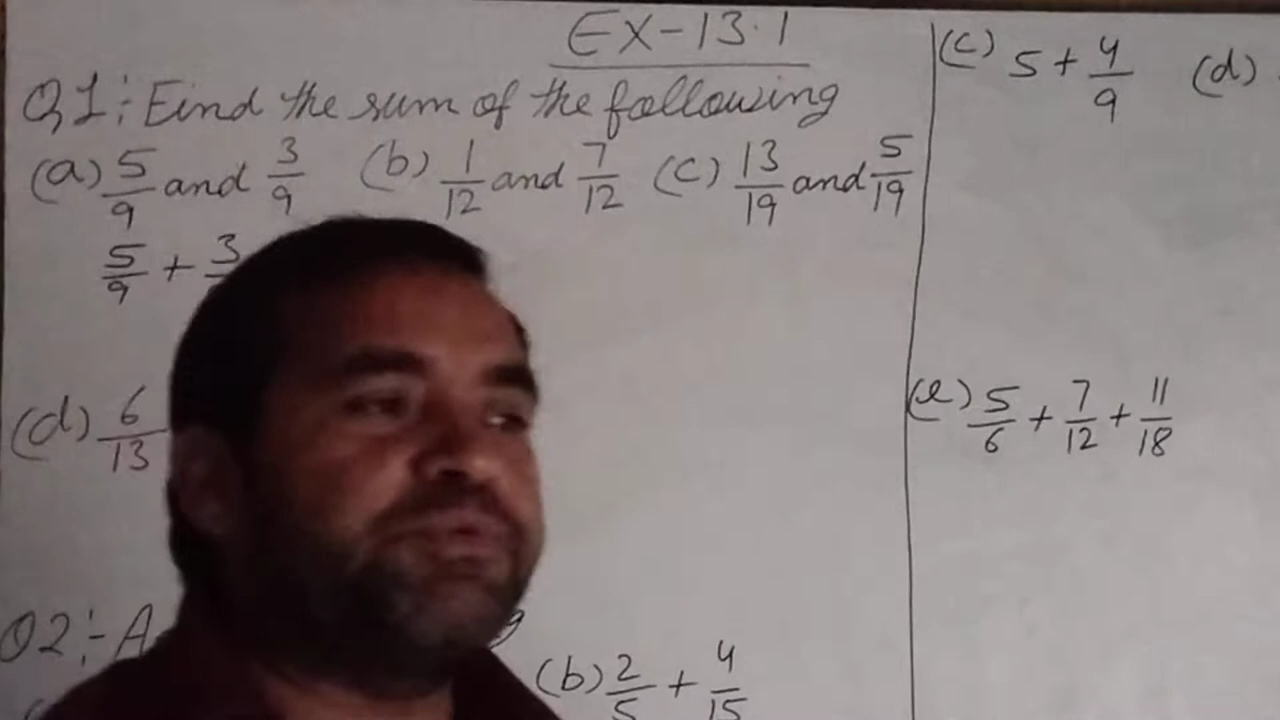 EX-13.1
Q1:- Find the sum of the following
(a) 5/9 and 3/9 (b) 1/12 and 7/12 (c) 13/19 and 5/19
5/9 + 3/
(d) 6/13
Q2:- A
(b) 2/5 + 4/15
(c) 5 + 4/9 (d)
(e) 5/6 + 7/12 + 11/18